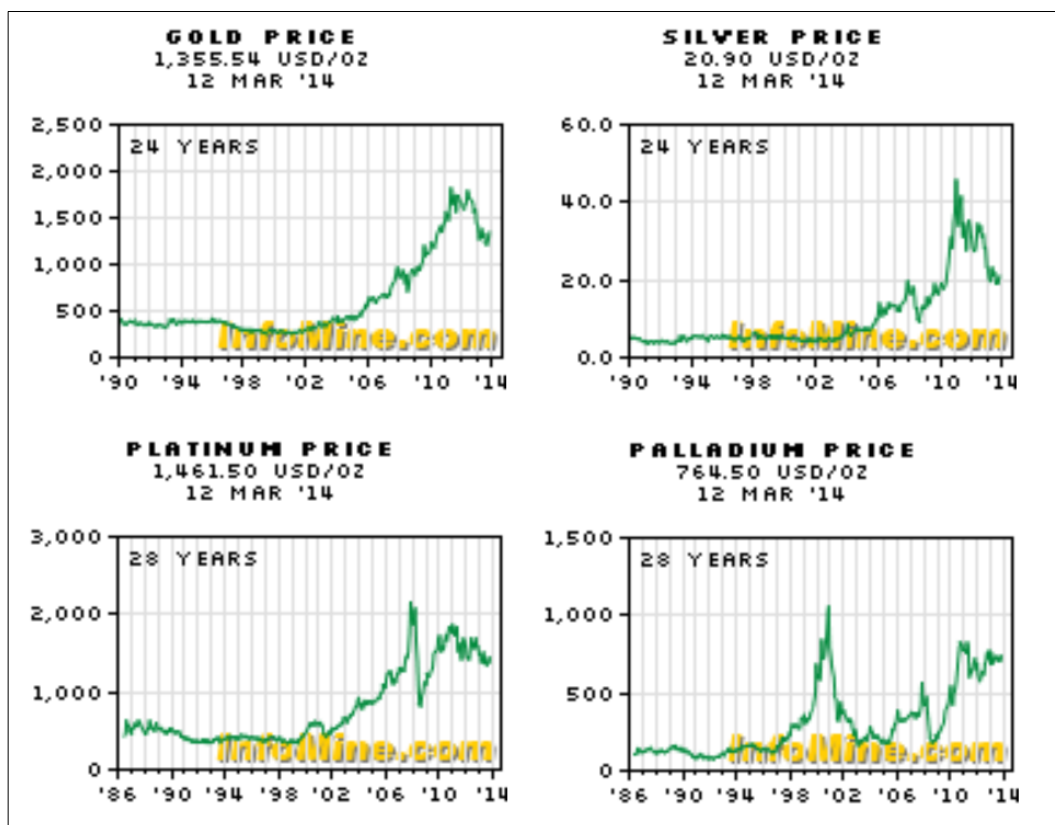 GOLD PRICE
1,355.54 USD/OZ
12 MAR '14
2,500
24 YEARS
2,000
1,500
1,000
500
InfoMine.com
0
'90 '94 '98 '02 '06 '10 '14
SILVER PRICE
20.90 USD/OZ
12 MAR '14
60.0
24 YEARS
40.0
20.0
InfoMine.com
0.0
'90 '94 '98 '02 '06 '10 '14
PLATINUM PRICE
1,461.50 USD/OZ
12 MAR '14
3,000
28 YEARS
2,000
1,000
InfoMine.com
0
'86 '90 '94 '98 '02 '06 '10 '14
PALLADIUM PRICE
764.50 USD/OZ
12 MAR '14
1,500
28 YEARS
1,000
500
InfoMine.com
0
'86 '90 '94 '98 '02 '06 '10 '14